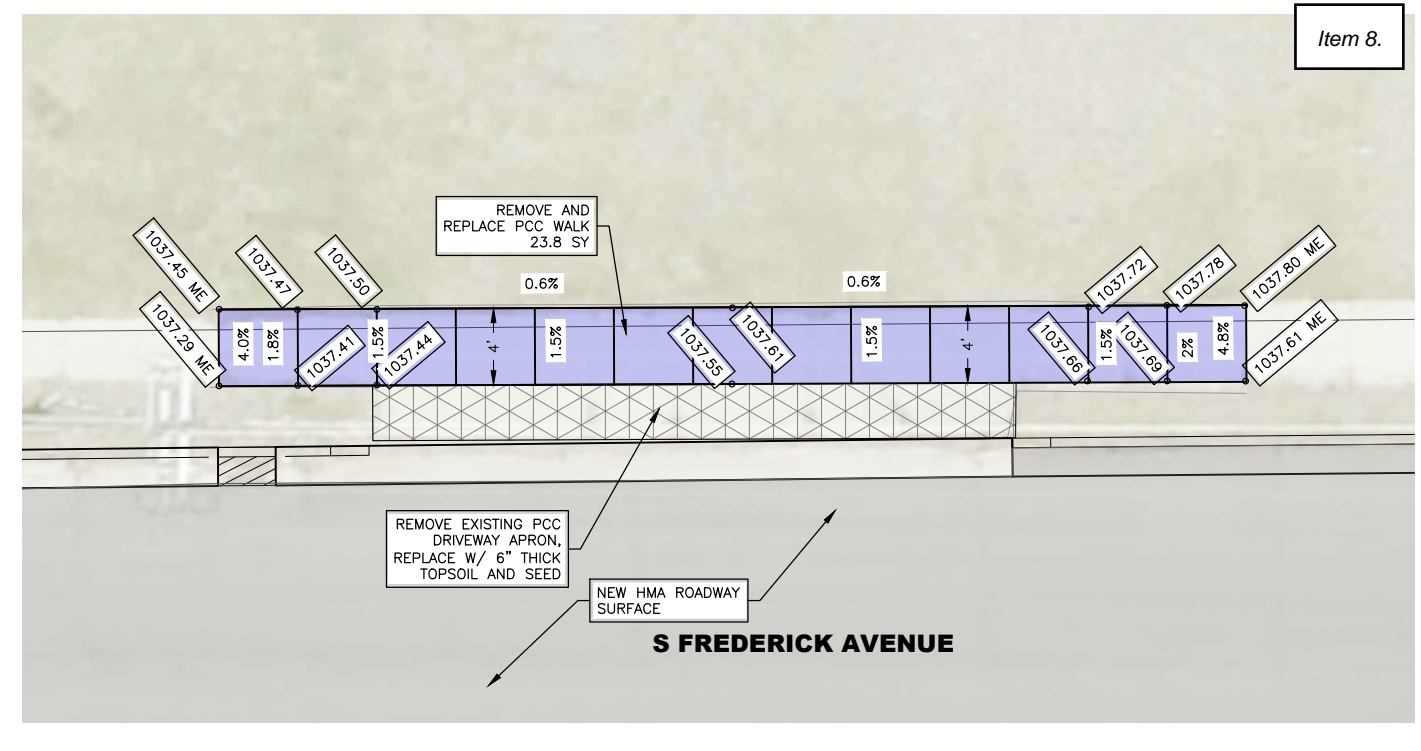 Item 8.
REMOVE AND
REPLACE PCC WALK
23.8 SY
1037.45 ME
1037.47
1037.50
0.6%
0.6%
1037.72
1037.78
1037.80 ME
1037.29 ME
4.0%
1.8%
1037.41
1.5%
1037.44
4'
1.5%
1037.55
1037.61
1.5%
4'
1037.66
1.5%
1037.69
2%
4.8%
1037.61 ME
REMOVE EXISTING PCC
DRIVEWAY APRON,
REPLACE W/ 6" THICK
TOPSOIL AND SEED
NEW HMA ROADWAY
SURFACE
S FREDERICK AVENUE